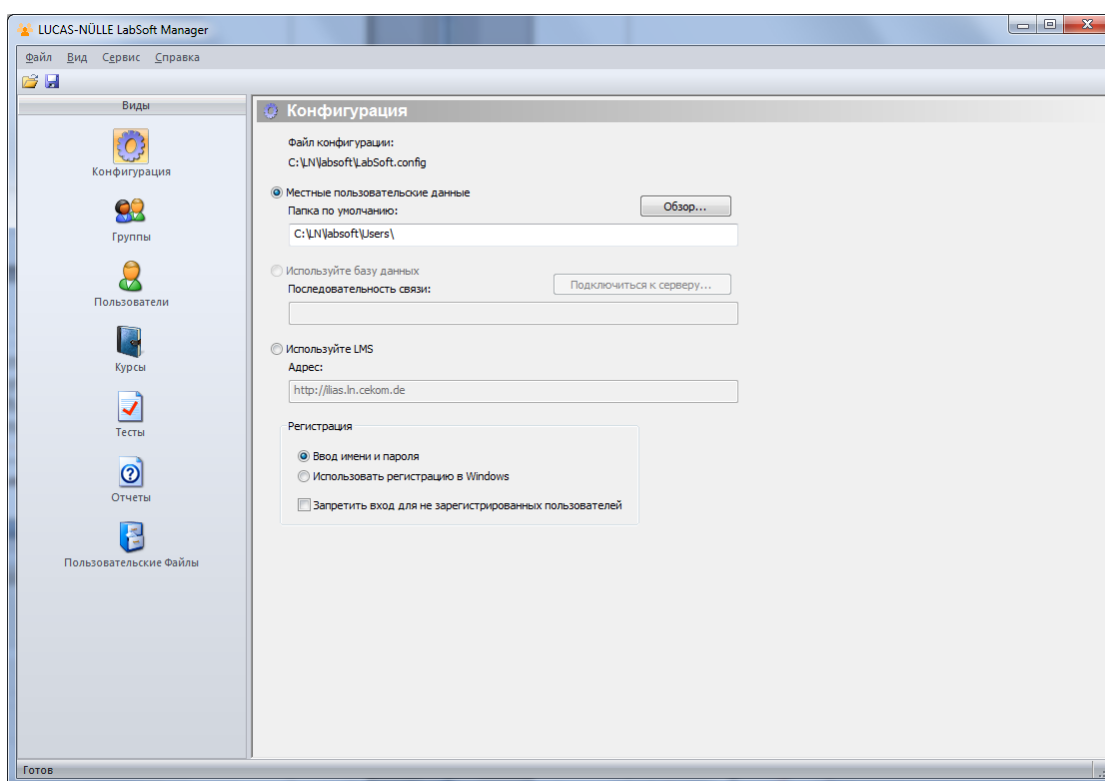 LUCAS-NÜLLE LabSoft Manager
Файл Вид Сервис Справка
Виды
Конфигурация
Группы
Пользователи
Курсы
Тесты
Отчеты
Пользовательские Файлы
Конфигурация
Файл конфигурации:
C:\LN\labsoft\LabSoft.config
Местные пользовательские данные
Папка по умолчанию:
Обзор...
C:\LN\labsoft\Users\
Используйте базу данных
Последовательность связи:
Подключиться к серверу...
Используйте LMS
Адрес:
http://ilias.ln.cekom.de
Регистрация
Ввод имени и пароля
Использовать регистрацию в Windows
Запретить вход для не зарегистрированных пользователей
Готов